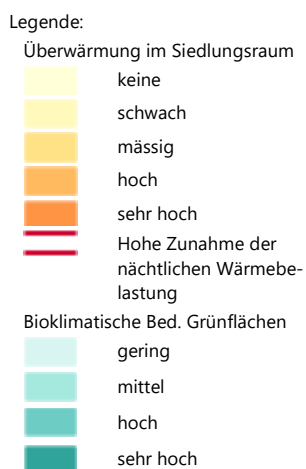 Legende:
Überwärmung im Siedlungsraum
keine
schwach
mässig
hoch
sehr hoch
Hohe Zunahme der
nächtlichen Wärmebe-
lastung
Bioklimatische Bed. Grünflächen
gering
mittel
hoch
sehr hoch